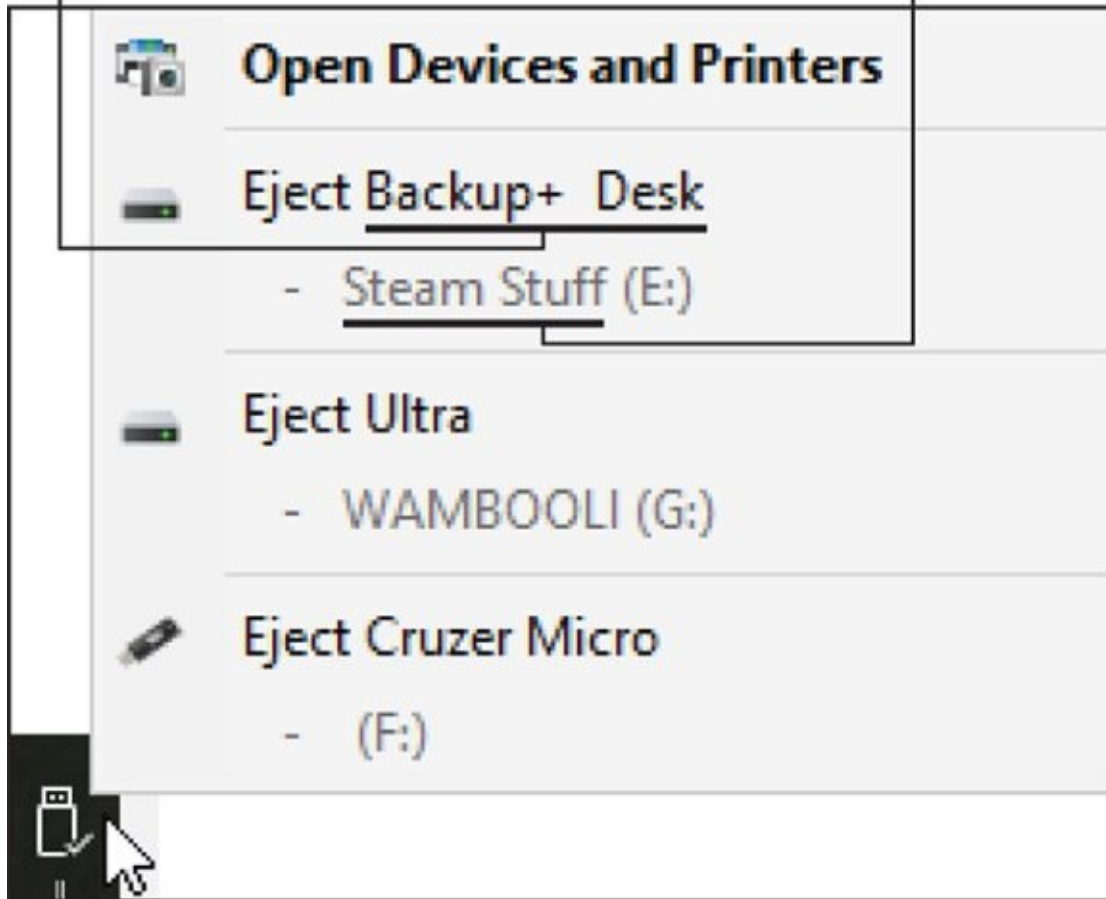 Open Devices and Printers
Eject Backup+  Desk
- Steam Stuff (E:)
Eject Ultra
- WAMBOOLI (G:)
Eject Cruzer Micro
- (F:)